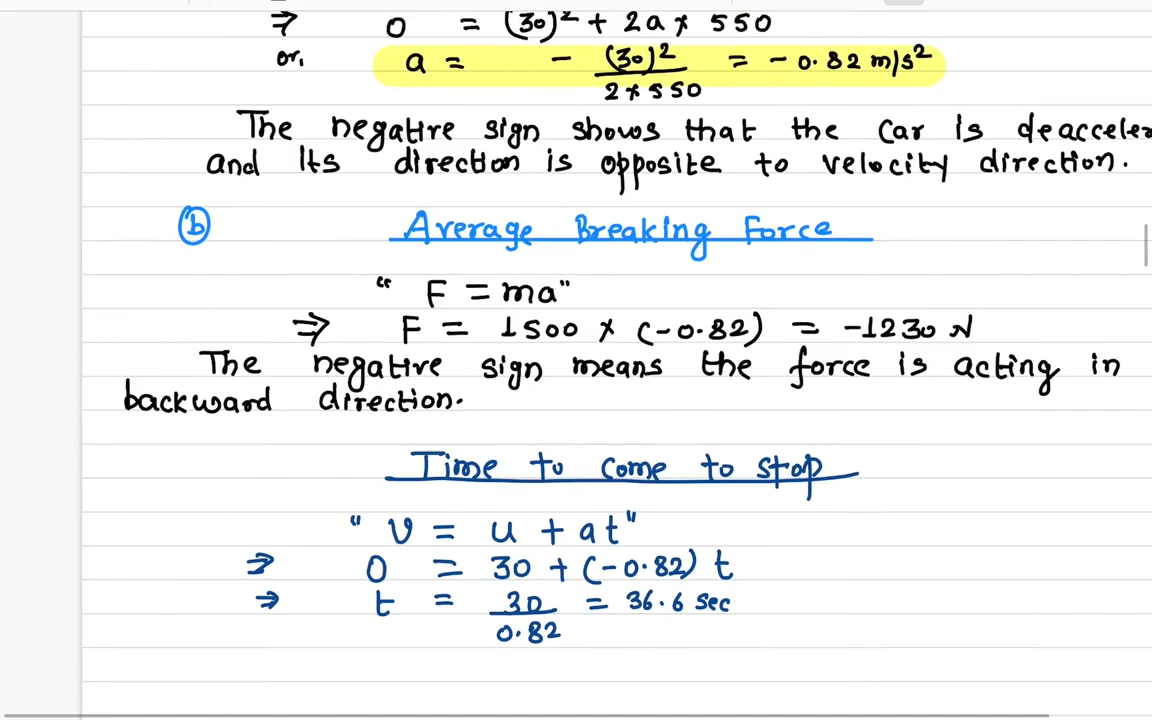 ⇒ 0 = (30)² + 2a × 550
or, a = - (30)² / 2 × 550 = - 0.82 m/s²
The negative sign shows that the car is deacceler
and its direction is opposite to velocity direction.
(b) Average Breaking Force
" F = ma"
⇒ F = 1500 × (-0.82) = -1230 N
The negative sign means the force is acting in
backward direction.
Time to come to stop
" v = u + at"
⇒ 0 = 30 + (-0.82) t
⇒ t = 30 / 0.82 = 36.6 sec